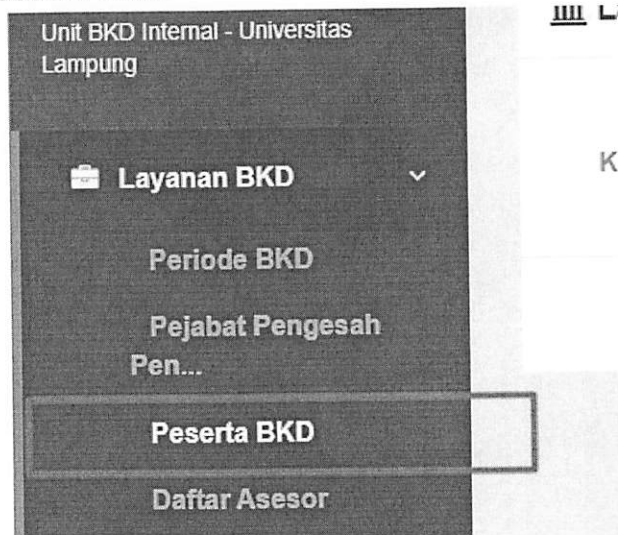 Unit BKD Internal - Universitas
Lampung
Layanan BKD
Periode BKD
Pejabat Pengesah
Pen...
Peserta BKD
Daftar Asesor
K